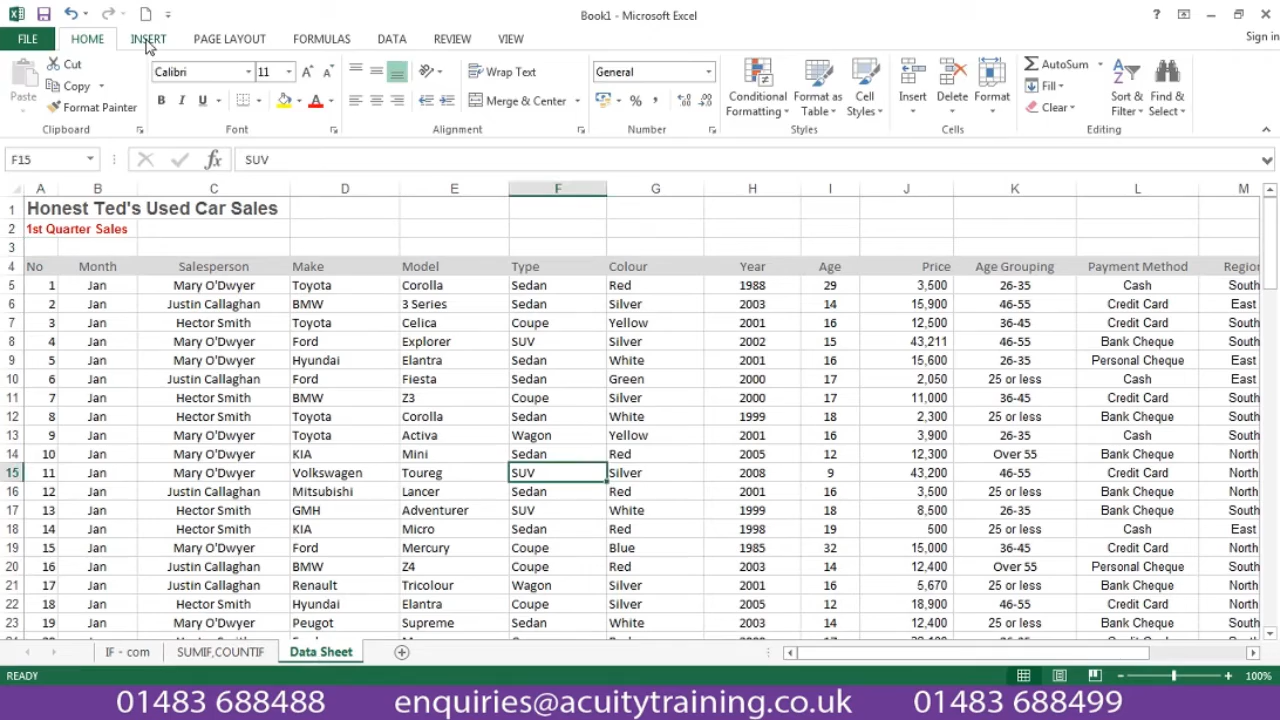 Book1 - Microsoft Excel
?
FILE HOME INSERT PAGE LAYOUT FORMULAS DATA REVIEW VIEW Sign in
Cut
Copy
Format Painter
Paste
Clipboard
Calibri 11
B I U
Font
Wrap Text
Merge & Center
Alignment
General
% ,
Number
Conditional Formatting
Format as Table
Cell Styles
Styles
Insert Delete Format
Cells
AutoSum
Fill
Clear
Sort & Filter
Find & Select
Editing
F15 fx SUV
A B C D E F G H I J K L M
1 Honest Ted's Used Car Sales
2 1st Quarter Sales
3
4 No Month Salesperson Make Model Type Colour Year Age Price Age Grouping Payment Method Region
5 1 Jan Mary O'Dwyer Toyota Corolla Sedan Red 1988 29 3,500 26-35 Cash South
6 2 Jan Justin Callaghan BMW 3 Series Sedan Silver 2003 14 15,900 46-55 Credit Card East
7 3 Jan Hector Smith Toyota Celica Coupe Yellow 2001 16 12,500 36-45 Credit Card South
8 4 Jan Mary O'Dwyer Ford Explorer SUV Silver 2002 15 43,211 46-55 Bank Cheque South
9 5 Jan Mary O'Dwyer Hyundai Elantra Sedan White 2001 16 15,600 26-35 Personal Cheque East
10 6 Jan Justin Callaghan Ford Fiesta Sedan Green 2000 17 2,050 25 or less Cash East
11 7 Jan Hector Smith BMW Z3 Coupe Silver 2000 17 11,000 36-45 Credit Card South
12 8 Jan Hector Smith Toyota Corolla Sedan White 1999 18 2,300 25 or less Bank Cheque South
13 9 Jan Mary O'Dwyer Toyota Activa Wagon Yellow 2001 16 3,900 26-35 Cash South
14 10 Jan Mary O'Dwyer KIA Mini Sedan Red 2005 12 12,300 Over 55 Credit Card South
15 11 Jan Mary O'Dwyer Volkswagen Toureg SUV Silver 2008 9 43,200 46-55 Credit Card North
16 12 Jan Justin Callaghan Mitsubishi Lancer Sedan Red 2001 16 3,500 25 or less Bank Cheque North
17 13 Jan Hector Smith GMH Adventurer SUV White 1999 18 8,500 26-35 Bank Cheque North
18 14 Jan Hector Smith KIA Micro Sedan Red 1998 19 500 25 or less Cash East
19 15 Jan Mary O'Dwyer Ford Mercury Coupe Blue 1985 32 15,000 36-45 Credit Card North
20 16 Jan Justin Callaghan BMW Z4 Coupe Red 2003 14 12,400 Over 55 Personal Cheque North
21 17 Jan Justin Callaghan Renault Tricolour Wagon Silver 2001 16 5,670 25 or less Bank Cheque North
22 18 Jan Hector Smith Hyundai Elantra Coupe Silver 2005 12 18,900 46-55 Credit Card North
23 19 Jan Mary O'Dwyer Peugot Supreme Sedan White 2003 14 12,400 25 or less Bank Cheque North
IF - com SUMIF,COUNTIF Data Sheet
READY 100%
01483 688488 enquiries@acuitytraining.co.uk 01483 688499